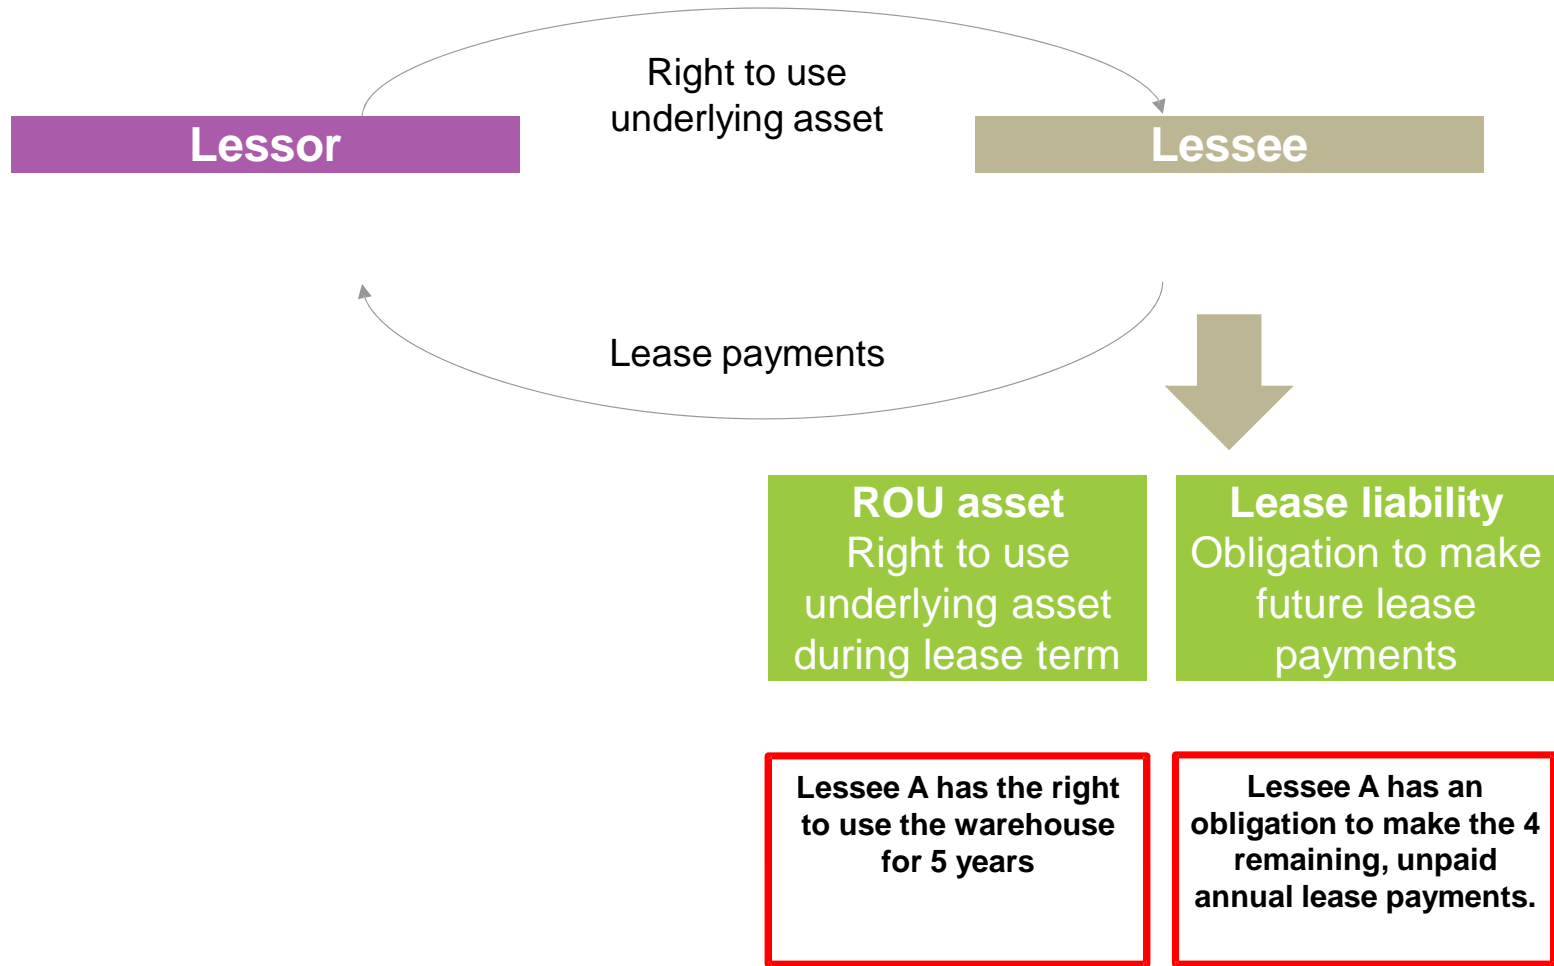 Right to use
underlying asset
Lessor
Lessee
Lease payments
ROU asset
Right to use
underlying asset
during lease term
Lease liability
Obligation to make
future lease
payments
Lessee A has the right
to use the warehouse
for 5 years
Lessee A has an
obligation to make the 4
remaining, unpaid
annual lease payments.